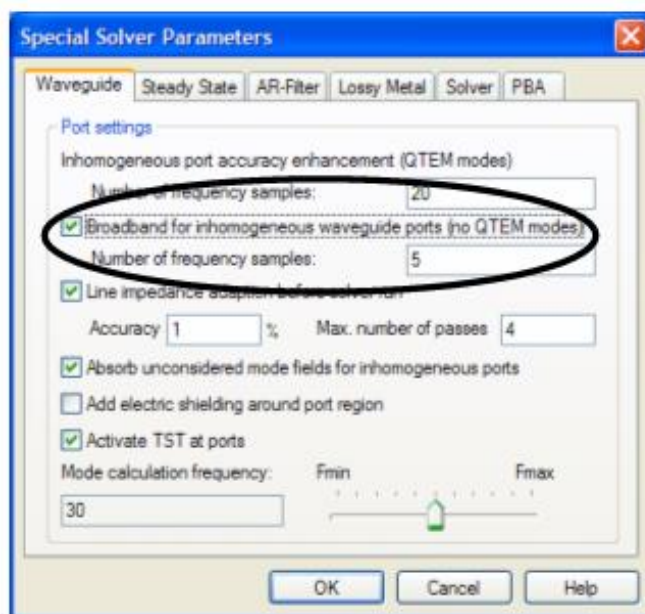 Special Solver Parameters
Waveguide Steady State AR-Filter Lossy Metal Solver PBA
Port settings
Inhomogeneous port accuracy enhancement (QTEM modes)
Number of frequency samples: 20
Broadband for inhomogeneous waveguide ports (no QTEM modes)
Number of frequency samples: 5
Line impedance adaption before solver run
Accuracy 1 % Max. number of passes 4
Absorb unconsidered mode fields for inhomogeneous ports
Add electric shielding around port region
Activate TST at ports
Mode calculation frequency: Fmin Fmax
30
OK Cancel Help